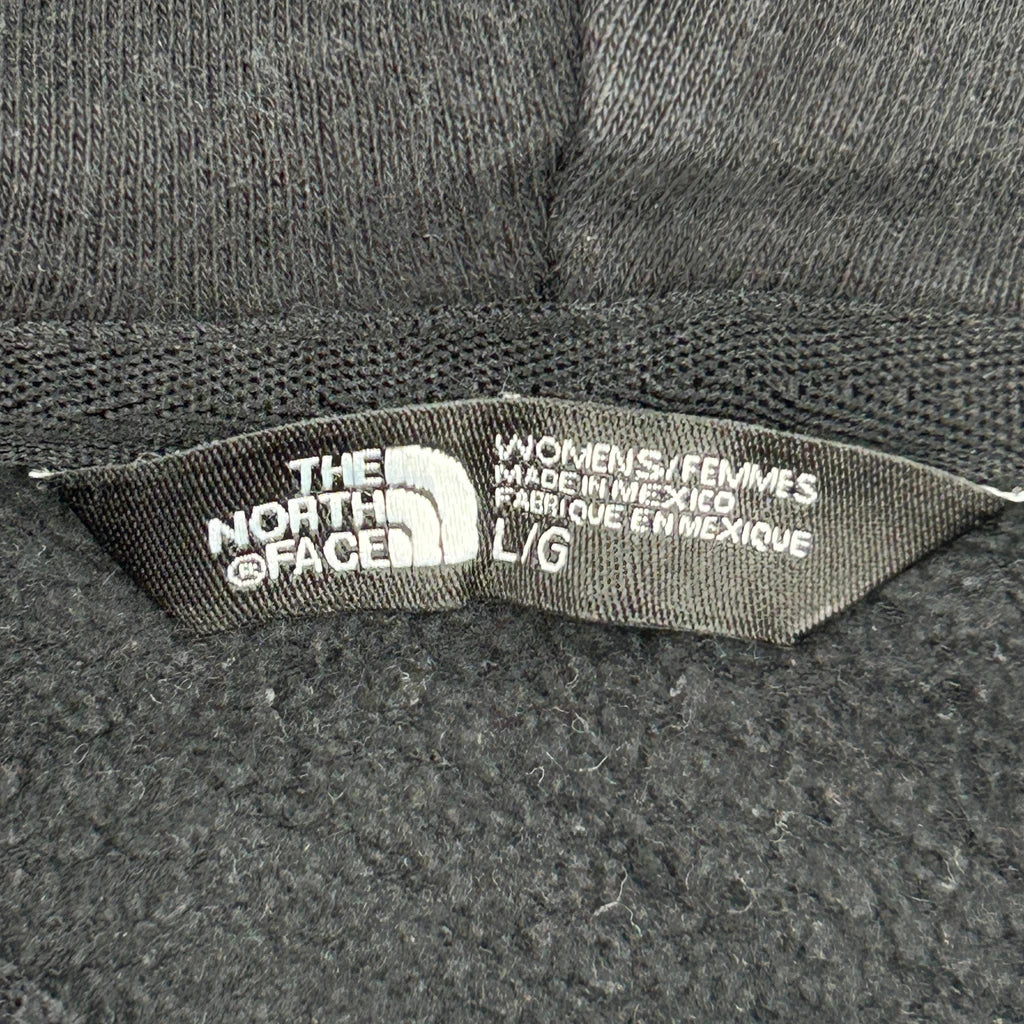 THE
NORTH
®FACE
WOMENS/FEMMES
MADE IN MEXICO
FABRIQUE EN MEXIQUE
L/G